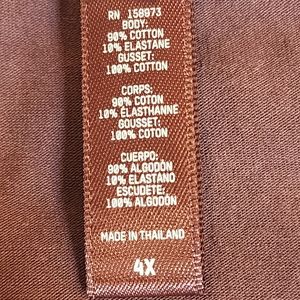 RN 158973
BODY:
90% COTTON
10% ELASTANE
GUSSET:
100% COTTON
CORPS:
90% COTON
10% ÉLASTHANNE
GOUSSET:
100% COTON
CUERPO:
90% ALGODÓN
10% ELASTANO
ESCUDETE:
100% ALGODÓN
MADE IN THAILAND
4X